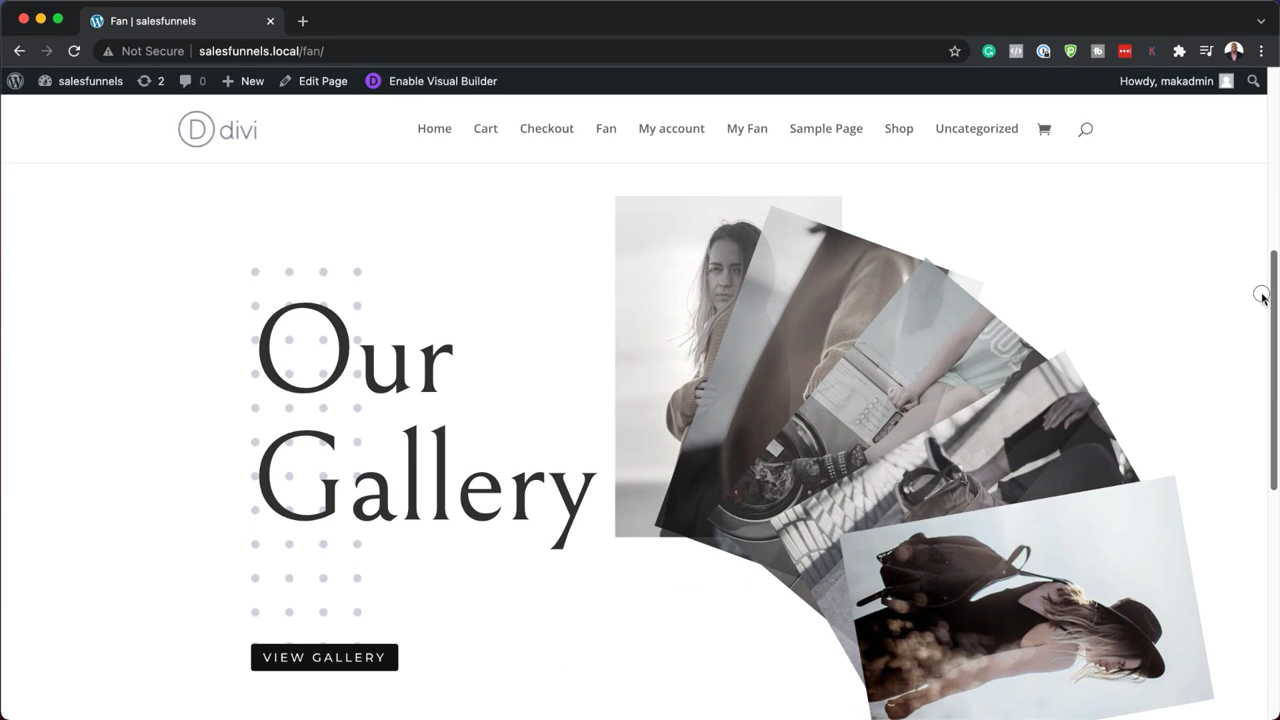 Fan | salesfunnels
Not Secure
salesfunnels.local/fan/
salesfunnels
2
0
New
Edit Page
D
Enable Visual Builder
Howdy, makadmin
D divi
Home
Cart
Checkout
Fan
My account
My Fan
Sample Page
Shop
Uncategorized
Our
Gallery
VIEW GALLERY